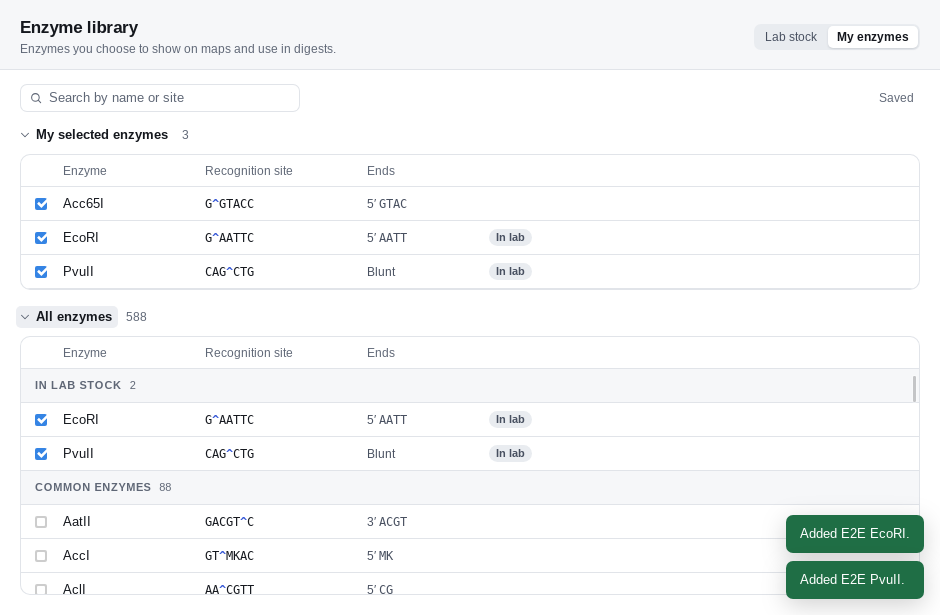 Enzyme library
Enzymes you choose to show on maps and use in digests.
Lab stock My enzymes
Search by name or site
Saved
My selected enzymes 3
Enzyme Recognition site Ends
Acc65I G^GTACC 5′ GTAC
EcoRI G^AATTC 5′ AATT In lab
PvuII CAG^CTG Blunt In lab
All enzymes 588
Enzyme Recognition site Ends
IN LAB STOCK 2
EcoRI G^AATTC 5′ AATT In lab
PvuII CAG^CTG Blunt In lab
COMMON ENZYMES 88
AatII GACGT^C 3′ ACGT
AccI GT^MKAC 5′ MK
AclI AA^CGTT 5′ CG
Added E2E EcoRI.
Added E2E PvuII.